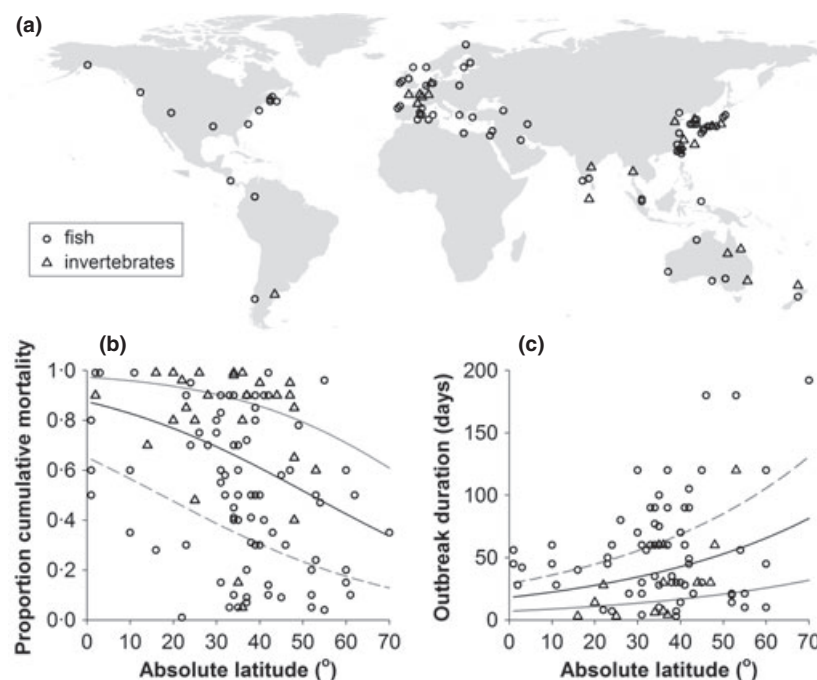 (a)
fish
invertebrates
(b)
Proportion cumulative mortality
1·0
0·8
0·6
0·4
0·2
0·0
0 10 20 30 40 50 60 70
Absolute latitude (°)
(c)
Outbreak duration (days)
200
150
100
50
0
0 10 20 30 40 50 60 70
Absolute latitude (°)